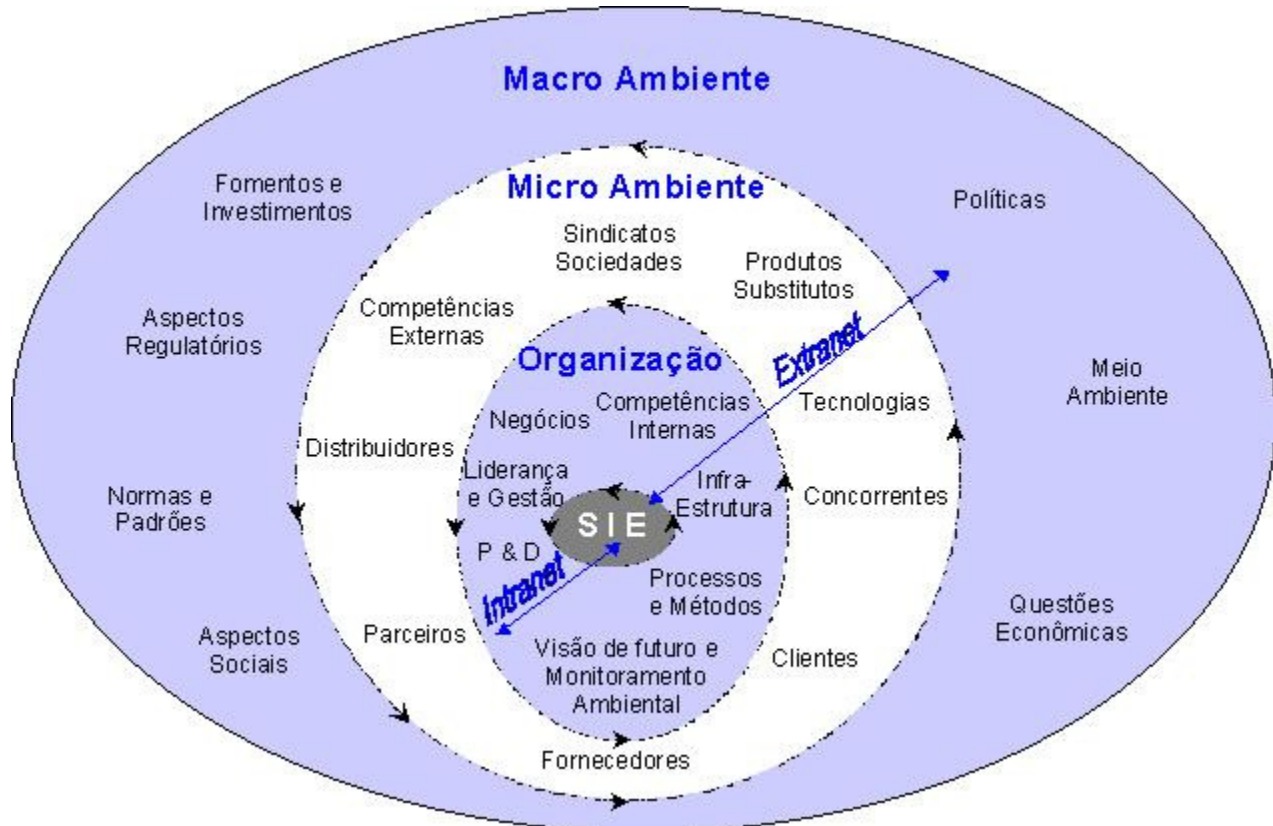 Macro Ambiente
Fomentos e
Investimentos
Políticas
Aspectos
Regulatórios
Meio
Ambiente
Normas e
Padrões
Aspectos
Sociais
Questões
Econômicas
Micro Ambiente
Sindicatos
Sociedades
Produtos
Substitutos
Competências
Externas
Extranet
Tecnologias
Distribuidores
Concorrentes
Parceiros
Clientes
Fornecedores
Organização
Negócios
Competências
Internas
Liderança
e Gestão
Infra-
Estrutura
S I E
P & D
Intranet
Processos
e Métodos
Visão de futuro e
Monitoramento
Ambiental